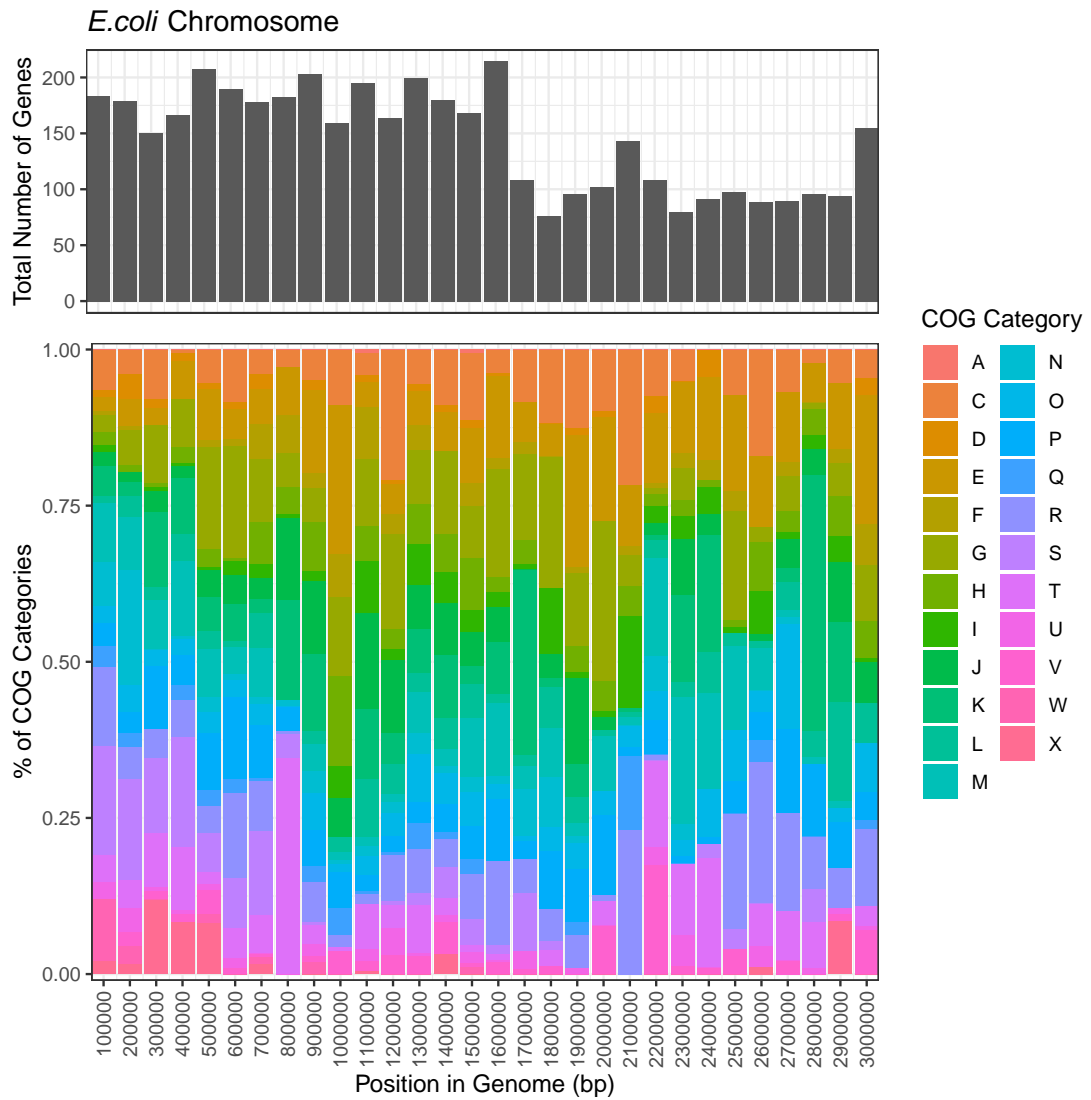 E.coli Chromosome
Total Number of Genes
200
150
100
50
0
% of COG Categories
1.00
0.75
0.50
0.25
0.00
100000
200000
300000
400000
500000
600000
700000
800000
900000
1000000
1100000
1200000
1300000
1400000
1500000
1600000
1700000
1800000
1900000
2000000
2100000
2200000
2300000
2400000
2500000
2600000
2700000
2800000
2900000
3000000
Position in Genome (bp)
COG Category
A
C
D
E
F
G
H
I
J
K
L
M
N
O
P
Q
R
S
T
U
V
W
X